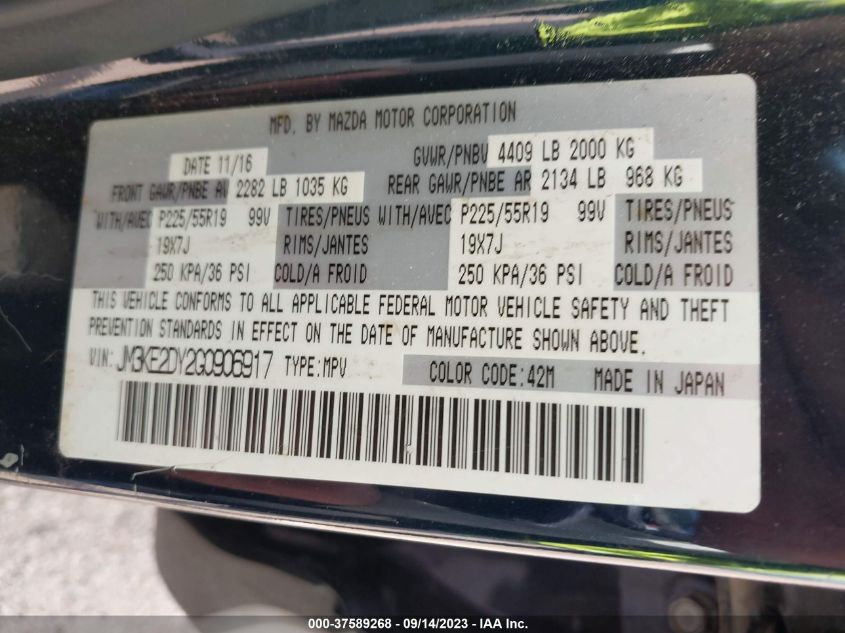 MFD. BY MAZDA MOTOR CORPORATION
DATE 11/16 GVWR/PNBV 4409 LB 2000 KG
FRONT GAWR/PNBE AV 2282 LB 1035 KG REAR GAWR/PNBE AR 2134 LB 968 KG
WITH/AVEC P225/55R19 99V TIRES/PNEUS WITH/AVEC P225/55R19 99V TIRES/PNEUS
19X7J RIMS/JANTES 19X7J RIMS/JANTES
250 KPA/36 PSI COLD/A FROID 250 KPA/36 PSI COLD/A FROID
THIS VEHICLE CONFORMS TO ALL APPLICABLE FEDERAL MOTOR VEHICLE SAFETY AND THEFT
PREVENTION STANDARDS IN EFFECT ON THE DATE OF MANUFACTURE SHOWN ABOVE.
VIN: JM3KE2DY2G0906917 TYPE:MPV COLOR CODE:42M MADE IN JAPAN
000-37589268 - 09/14/2023 - IAA Inc.